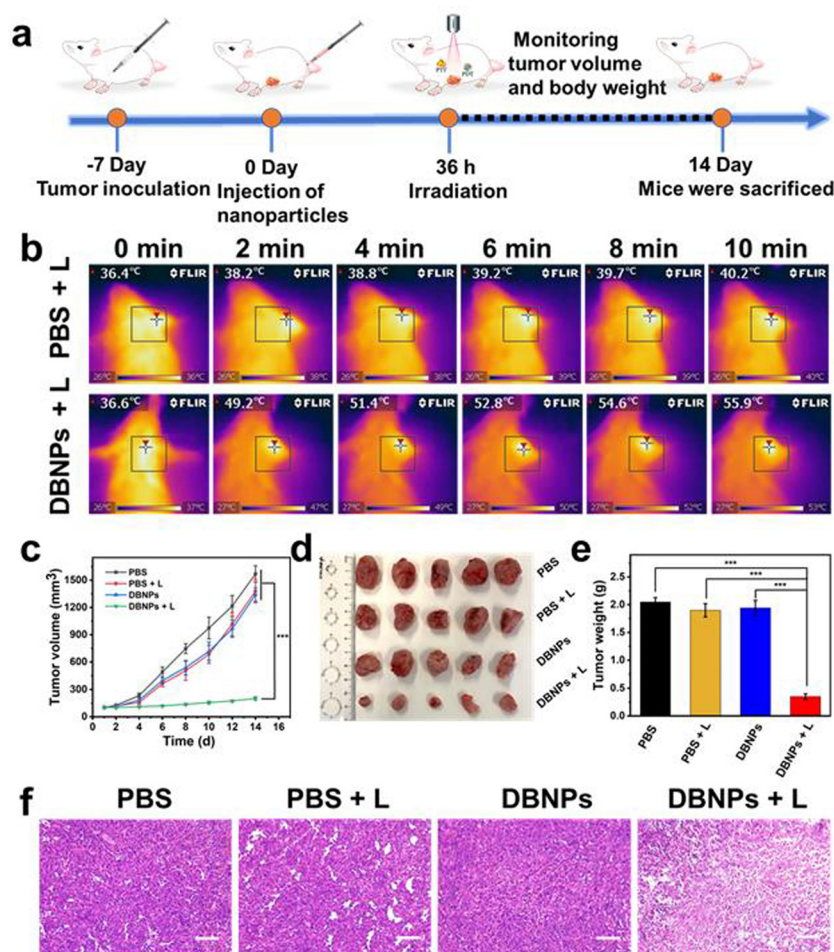 a
Monitoring
tumor volume
and body weight
PTT
PDT
-7 Day
Tumor inoculation
0 Day
Injection of
nanoparticles
36 h
Irradiation
14 Day
Mice were sacrificed
b
0 min 2 min 4 min 6 min 8 min 10 min
PBS + L
36.4°C FLIR 38.2°C FLIR 38.8°C FLIR 39.2°C FLIR 39.7°C FLIR 40.2°C FLIR
26°C 36°C 26°C 38°C 26°C 39°C 26°C 39°C 26°C 39°C 26°C 40°C
DBNPs + L
36.6°C FLIR 49.2°C FLIR 51.4°C FLIR 52.8°C FLIR 54.6°C FLIR 55.9°C FLIR
26°C 37°C 27°C 47°C 27°C 49°C 27°C 50°C 27°C 52°C 27°C 53°C
c
Tumor volume (mm3)
1500
1200
900
600
300
0
PBS
PBS + L
DBNPs
DBNPs + L
***
0 2 4 6 8 10 12 14 16
Time (d)
d
PBS
PBS + L
DBNPs
DBNPs + L
e
Tumor weight (g)
2.5
2.0
1.5
1.0
0.5
0.0
***
***
***
PBS
PBS + L
DBNPs
DBNPs + L
f
PBS PBS + L DBNPs DBNPs + L